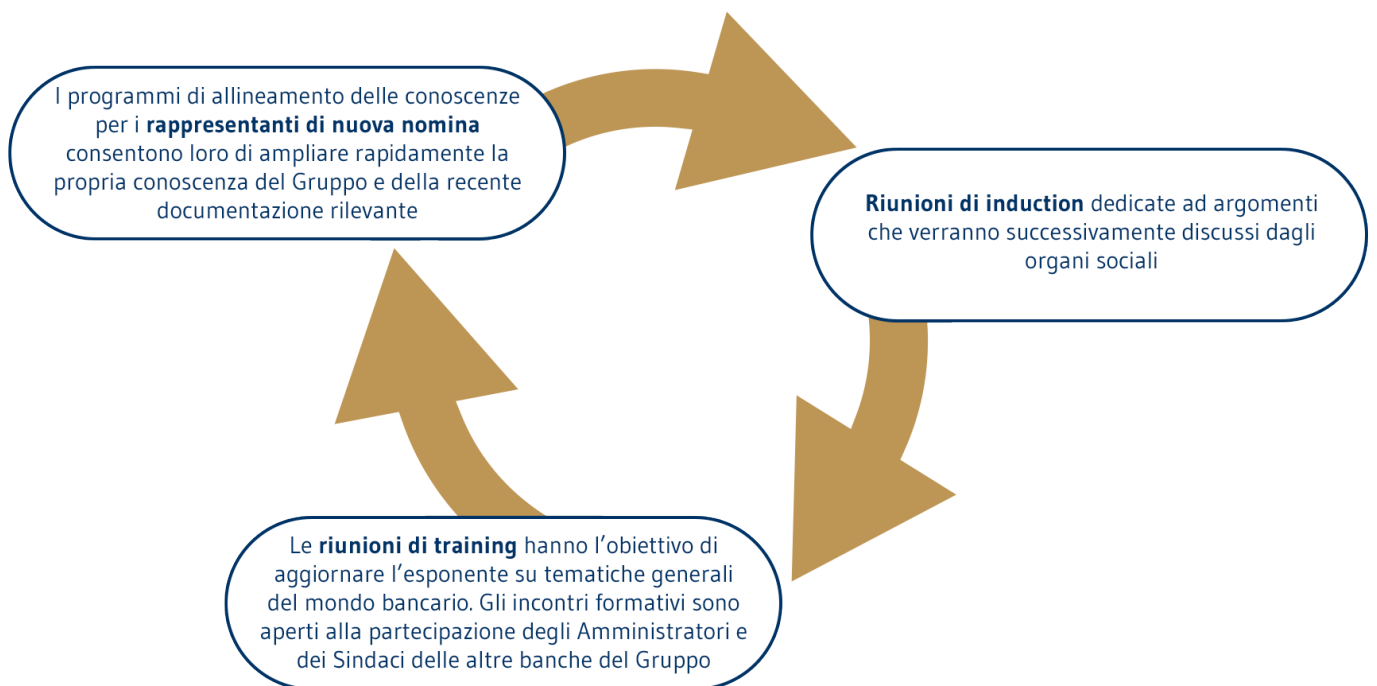 I programmi di allineamento delle conoscenze
per i rappresentanti di nuova nomina
consentono loro di ampliare rapidamente la
propria conoscenza del Gruppo e della recente
documentazione rilevante
Riunioni di induction dedicate ad argomenti
che verranno successivamente discussi dagli
organi sociali
Le riunioni di training hanno l’obiettivo di
aggiornare l’esponente su tematiche generali
del mondo bancario. Gli incontri formativi sono
aperti alla partecipazione degli Amministratori e
dei Sindaci delle altre banche del Gruppo